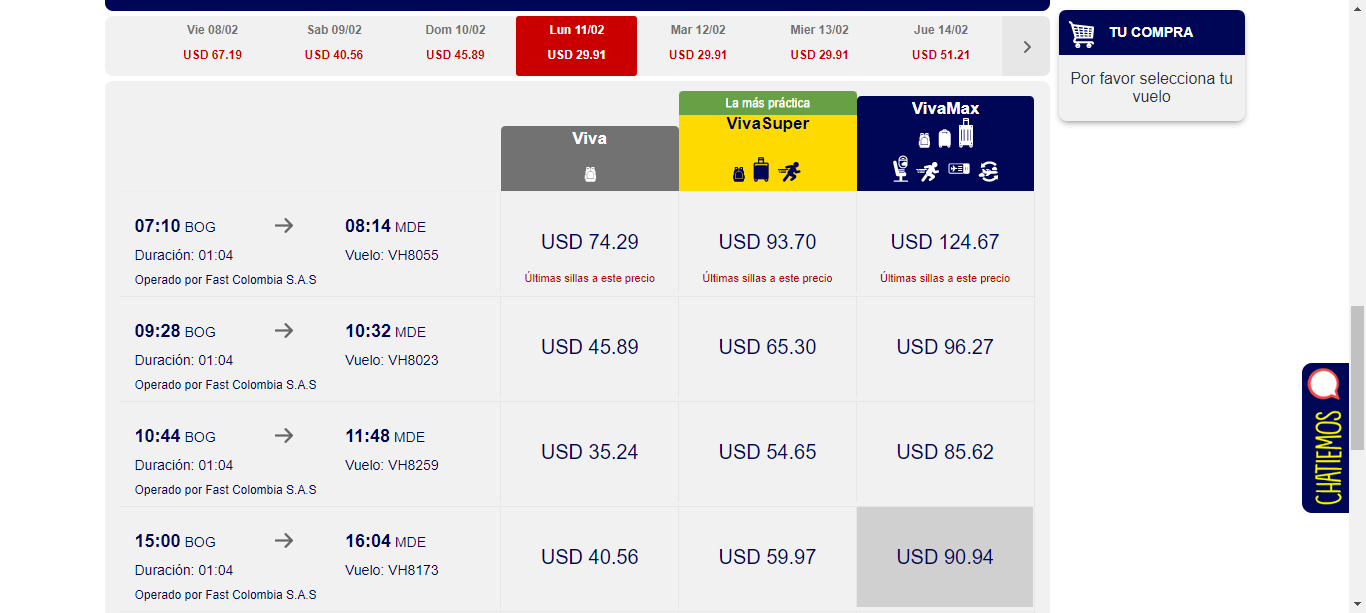 Vie 08/02 Sab 09/02 Dom 10/02 Lun 11/02 Mar 12/02 Mier 13/02 Jue 14/02
USD 67.19 USD 40.56 USD 45.89 USD 29.91 USD 29.91 USD 29.91 USD 51.21
TU COMPRA
Por favor selecciona tu
vuelo
La más práctica
Viva VivaSuper VivaMax
07:10 BOG 08:14 MDE
Duración: 01:04 Vuelo: VH8055
Operado por Fast Colombia S.A.S
USD 74.29 USD 93.70 USD 124.67
Últimas sillas a este precio Últimas sillas a este precio Últimas sillas a este precio
09:28 BOG 10:32 MDE
Duración: 01:04 Vuelo: VH8023
Operado por Fast Colombia S.A.S
USD 45.89 USD 65.30 USD 96.27
10:44 BOG 11:48 MDE
Duración: 01:04 Vuelo: VH8259
Operado por Fast Colombia S.A.S
USD 35.24 USD 54.65 USD 85.62
15:00 BOG 16:04 MDE
Duración: 01:04 Vuelo: VH8173
Operado por Fast Colombia S.A.S
USD 40.56 USD 59.97 USD 90.94
CHATIEMOS